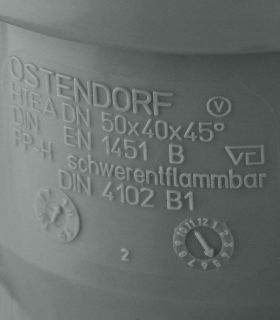 OSTENDORF V
HTEA DN 50x40x45°
DIN EN 1451 B
PP-H schwerentflammbar
DIN 4102 B1
2